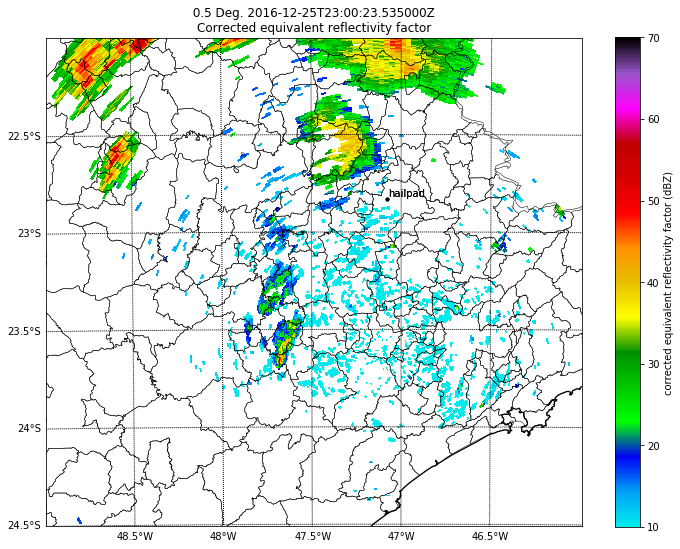 0.5 Deg. 2016-12-25T23:00:23.535000Z
Corrected equivalent reflectivity factor
hailpad
22.5°S
23°S
23.5°S
24°S
24.5°S
48.5°W
48°W
47.5°W
47°W
46.5°W
70
60
50
40
30
20
10
corrected equivalent reflectivity factor (dBZ)